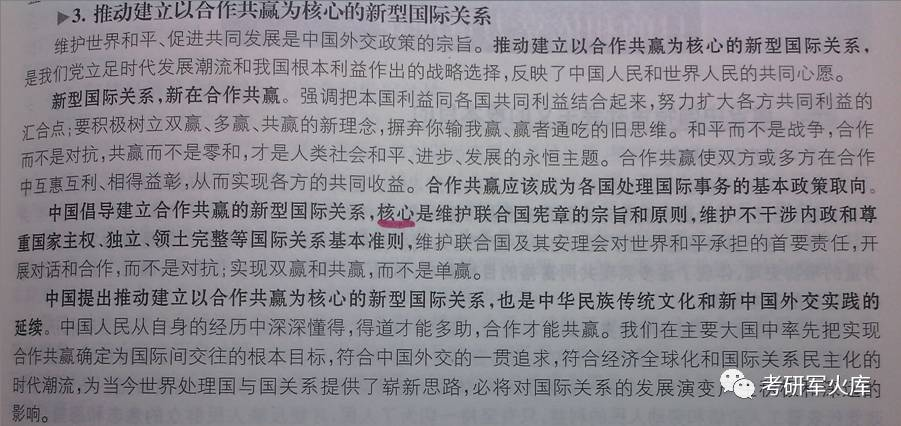 ▶3. 推动建立以合作共赢为核心的新型国际关系
维护世界和平、促进共同发展是中国外交政策的宗旨。推动建立以合作共赢为核心的新型国际关系,
是我们党立足时代发展潮流和我国根本利益作出的战略选择,反映了中国人民和世界人民的共同心愿。
新型国际关系,新在合作共赢。强调把本国利益同各国共同利益结合起来,努力扩大各方共同利益的
汇合点;要积极树立双赢、多赢、共赢的新理念,摒弃你输我赢、赢者通吃的旧思维。和平而不是战争,合作
而不是对抗,共赢而不是零和,才是人类社会和平、进步、发展的永恒主题。合作共赢使双方或多方在合作
中互惠互利、相得益彰,从而实现各方的共同收益。合作共赢应该成为各国处理国际事务的基本政策取向。
中国倡导建立合作共赢的新型国际关系,核心是维护联合国宪章的宗旨和原则,维护不干涉内政和尊
重国家主权、独立、领土完整等国际关系基本准则,维护联合国及其安理会对世界和平承担的首要责任,开
展对话和合作,而不是对抗;实现双赢和共赢,而不是单赢。
中国提出推动建立以合作共赢为核心的新型国际关系,也是中华民族传统文化和新中国外交实践的
延续。中国人民从自身的经历中深深懂得,得道才能多助,合作才能共赢。我们在主要大国中率先把实现
合作共赢确定为国际间交往的根本目标,符合中国外交的一贯追求,符合经济全球化和国际关系民主化的
时代潮流,为当今世界处理国与国关系提供了崭新思路,必将对国际关系的发展演变产 的
影响。
考研军火库